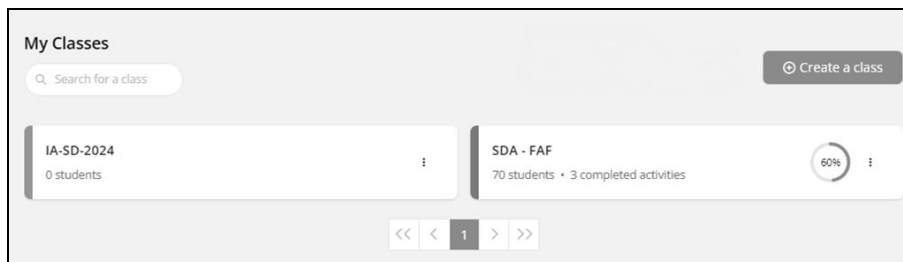 My Classes
Search for a class
Create a class
IA-SD-2024
0 students
SDA - FAF
70 students • 3 completed activities
60%
<< < 1 > >>